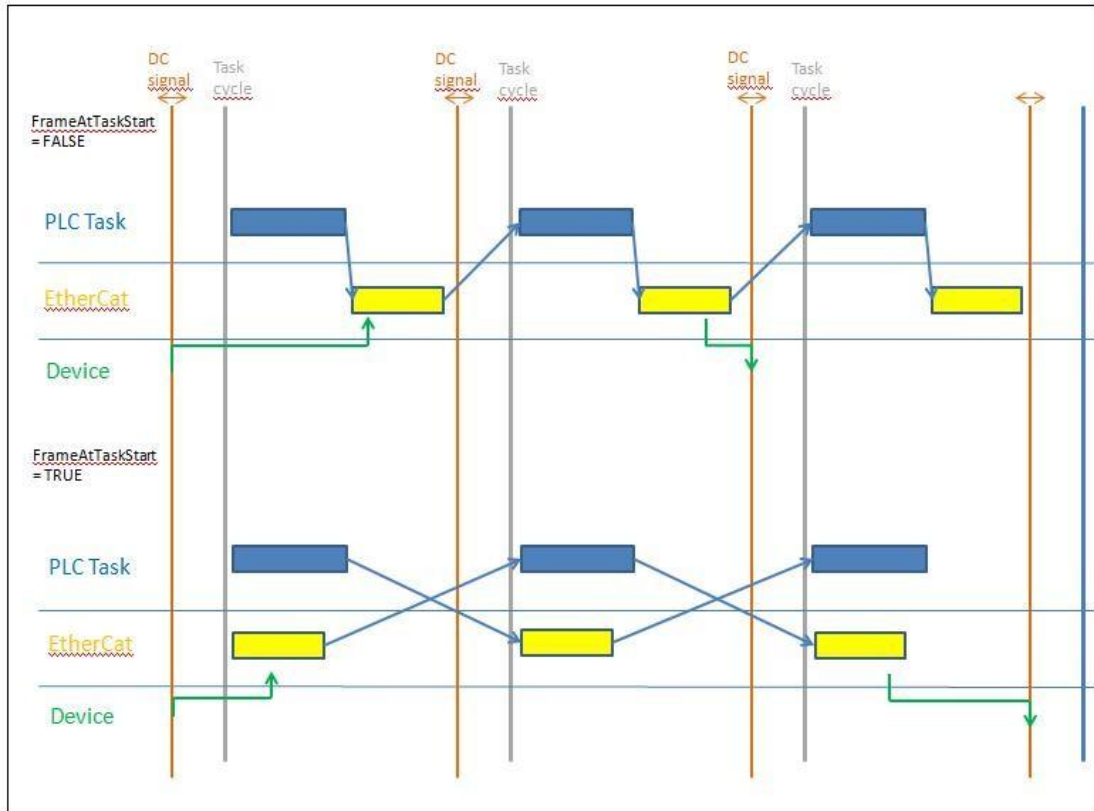 DC
signal
Task
cycle
DC
signal
Task
cycle
DC
signal
Task
cycle
FrameAtTaskStart
= FALSE
PLC Task
EtherCat
Device
FrameAtTaskStart
= TRUE
PLC Task
EtherCat
Device